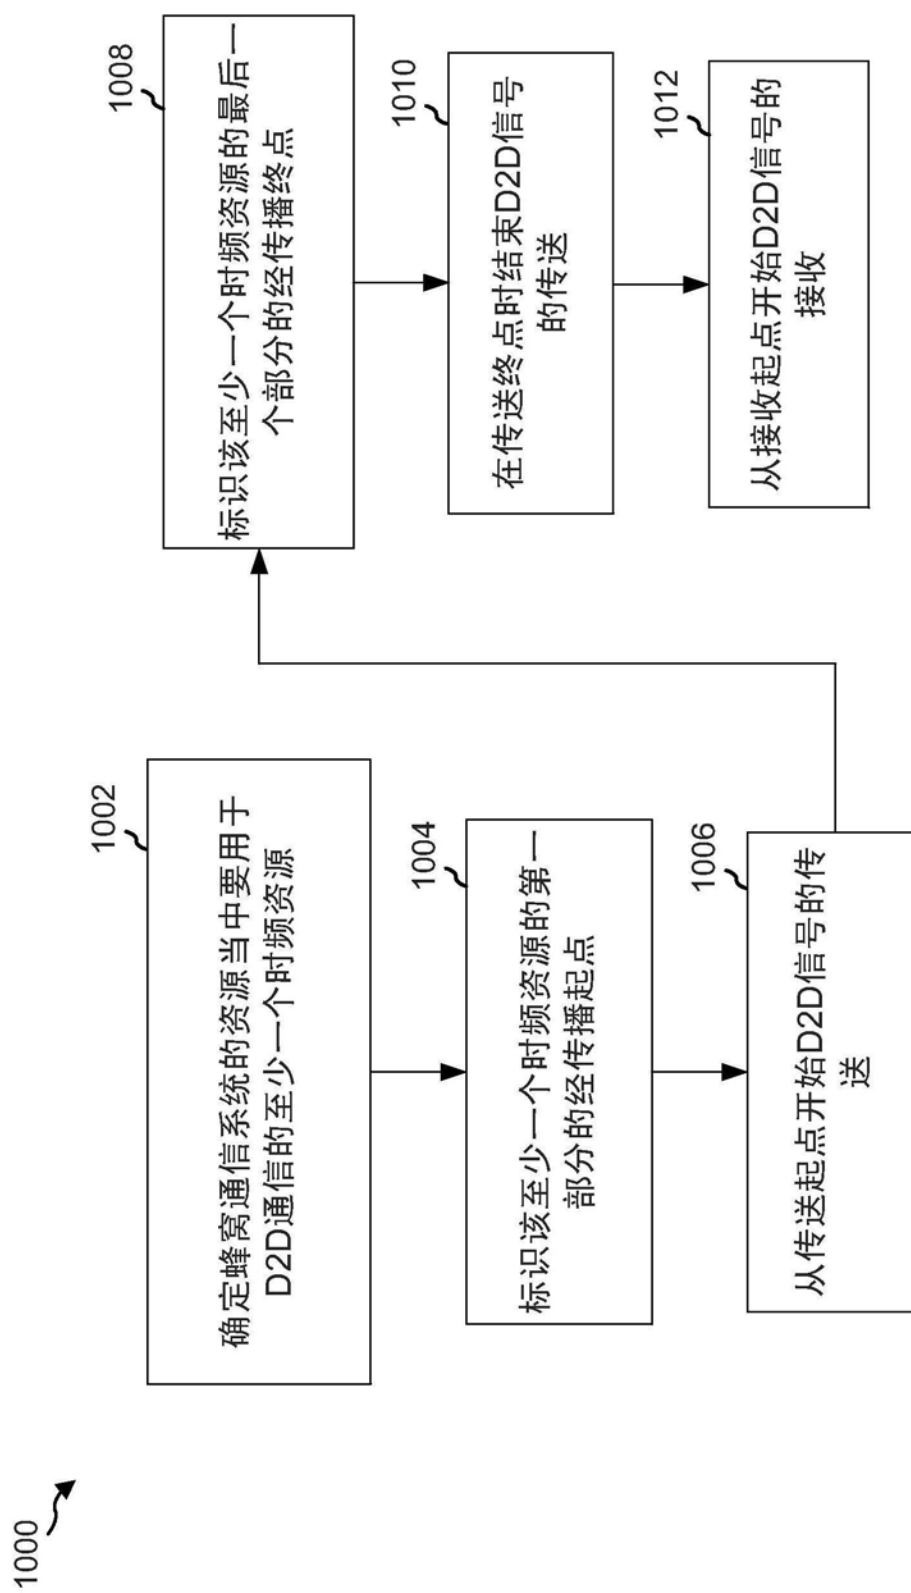 1000
1002
确定蜂窝通信系统的资源当中要用于
D2D通信的至少一个时频资源
1004
标识该至少一个时频资源的第一
部分的经传播起点
1006
从传送起点开始D2D信号的传
送
1008
标识该至少一个时频资源的最后一
个部分的经传播终点
1010
在传送终点时结束D2D信号
的传送
1012
从接收起点开始D2D信号的
接收